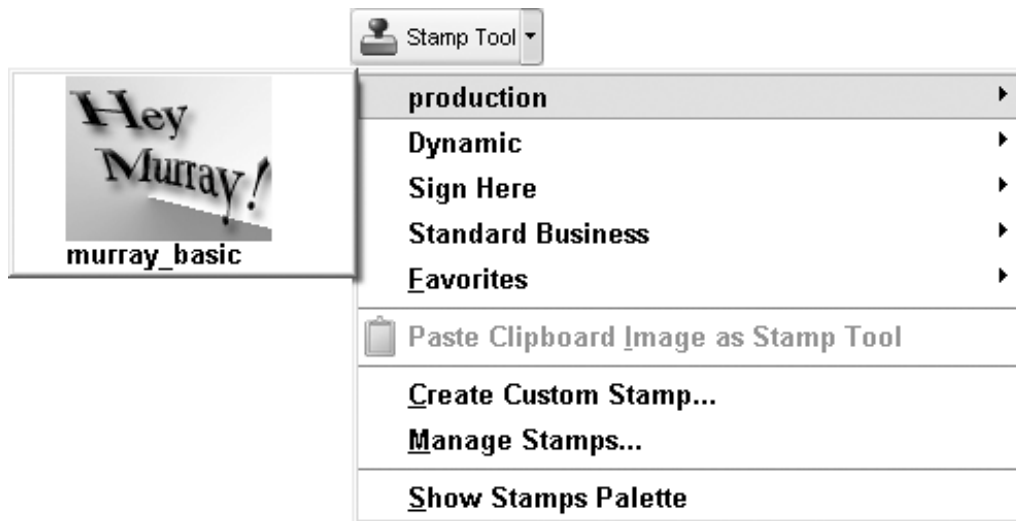 Stamp Tool
Hey
Murray!
murray_basic
production
Dynamic
Sign Here
Standard Business
Favorites
Paste Clipboard Image as Stamp Tool
Create Custom Stamp...
Manage Stamps...
Show Stamps Palette